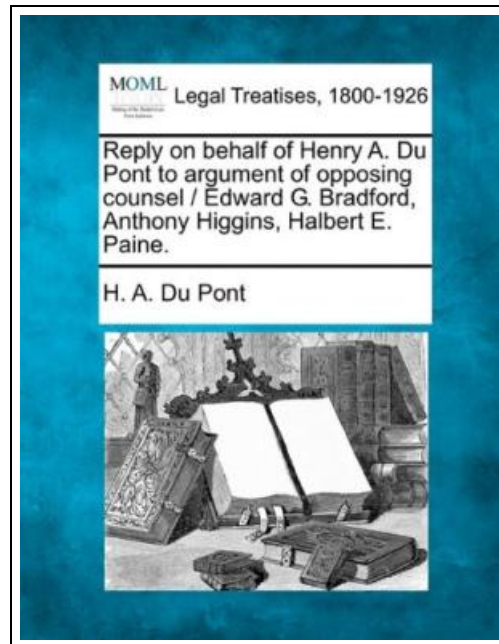 MOML
Legal Treatises, 1800-1926
Reply on behalf of Henry A. Du
Pont to argument of opposing
counsel / Edward G. Bradford,
Anthony Higgins, Halbert E.
Paine.
H. A. Du Pont